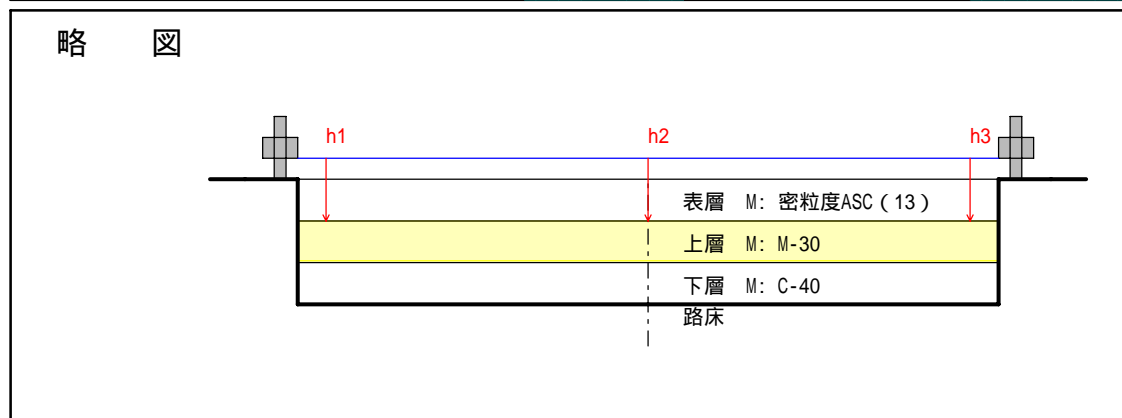 略　図
h1
h2
h3
表層　M: 密粒度ASC（13）
上層　M: M-30
下層　M: C-40
路床